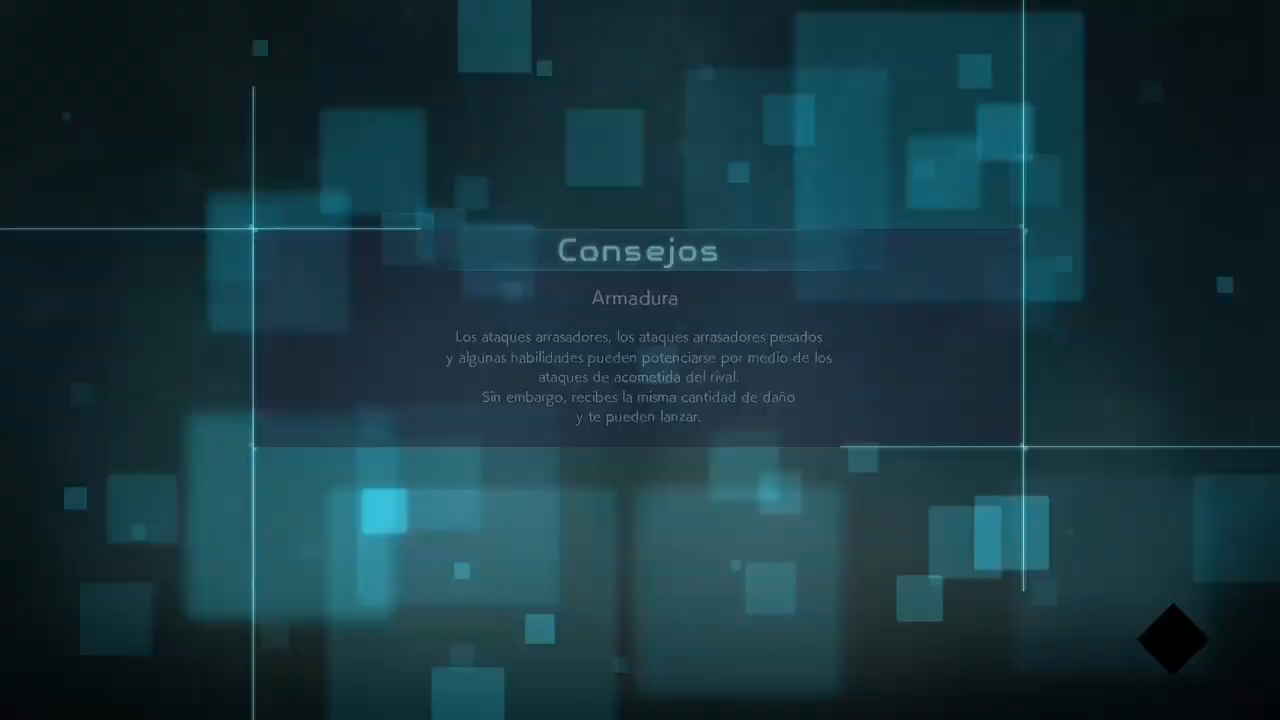 Consejos
Armadura
Los ataques arrasadores, los ataques arrasadores pesados
y algunas habilidades pueden potenciarse por medio de los
ataques de acometida del rival.
Sin embargo, recibes la misma cantidad de daño
y te pueden lanzar.